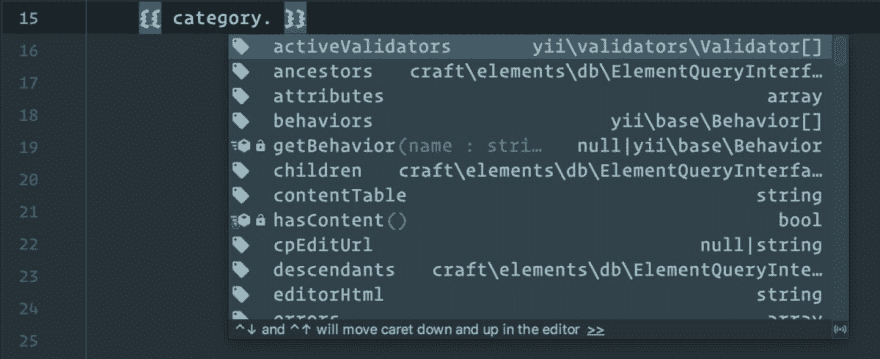 15 {{ category. }}
16 activeValidators yii\validators\Validator[]
17 ancestors craft\elements\db\ElementQueryInterf…
attributes array
18 behaviors yii\base\Behavior[]
19 getBehavior(name : stri… null|yii\base\Behavior
20 children craft\elements\db\ElementQueryInterfa…
contentTable string
21 hasContent() bool
22 cpEditUrl null|string
23 descendants craft\elements\db\ElementQueryInte…
24 editorHtml string
errors array
25 ^↓ and ^↑ will move caret down and up in the editor >>